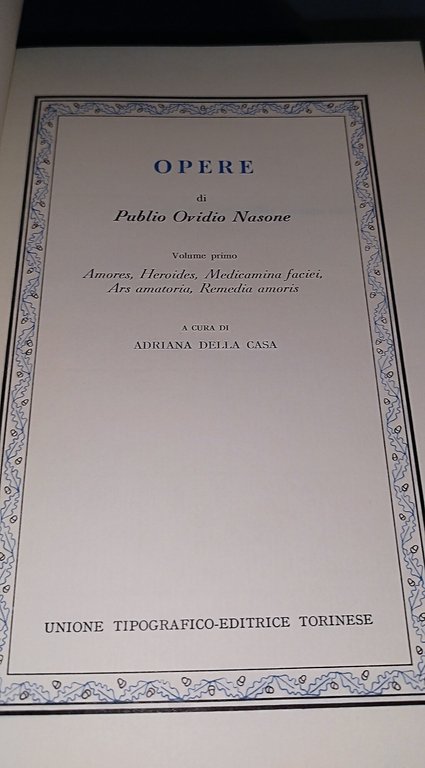 OPERE
di
Publio Ovidio Nasone
Volume primo
Amores, Heroides, Medicamina faciei,
Ars amatoria, Remedia amoris
A CURA DI
ADRIANA DELLA CASA
UNIONE TIPOGRAFICO-EDITRICE TORINESE